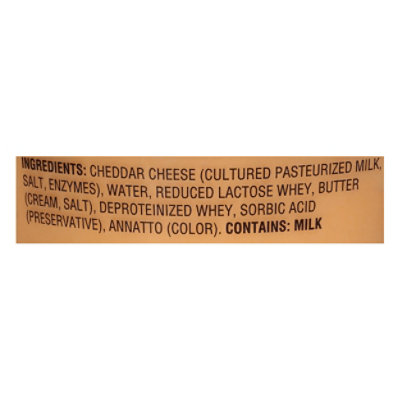 INGREDIENTS: CHEDDAR CHEESE (CULTURED PASTEURIZED MILK,
SALT, ENZYMES), WATER, REDUCED LACTOSE WHEY, BUTTER
(CREAM, SALT), DEPROTEINIZED WHEY, SORBIC ACID
(PRESERVATIVE), ANNATTO (COLOR). CONTAINS: MILK